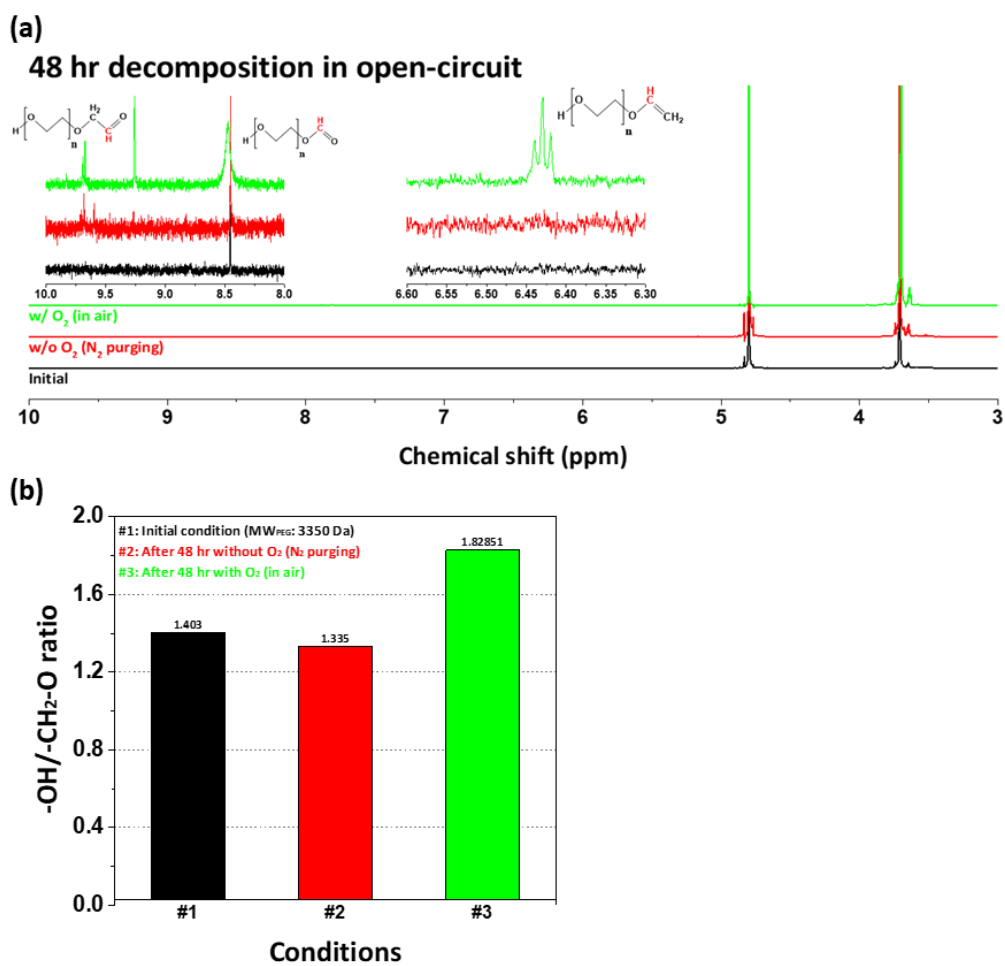 (a)
48 hr decomposition in open-circuit
H O n O C H₂ C H O
H O n O C H O
H O n O C H CH₂
10.0 9.5 9.0 8.5 8.0
6.60 6.55 6.50 6.45 6.40 6.35 6.30
w/ O₂ (in air)
w/o O₂ (N₂ purging)
Initial
10 9 8 7 6 5 4 3
Chemical shift (ppm)
(b)
-OH/-CH₂-O ratio
2.0
1.6
1.2
0.8
0.4
0.0
#1: Initial condition (MWPEG: 3350 Da)
#2: After 48 hr without O₂ (N₂ purging)
#3: After 48 hr with O₂ (in air)
1.403
1.335
1.82851
#1 #2 #3
Conditions